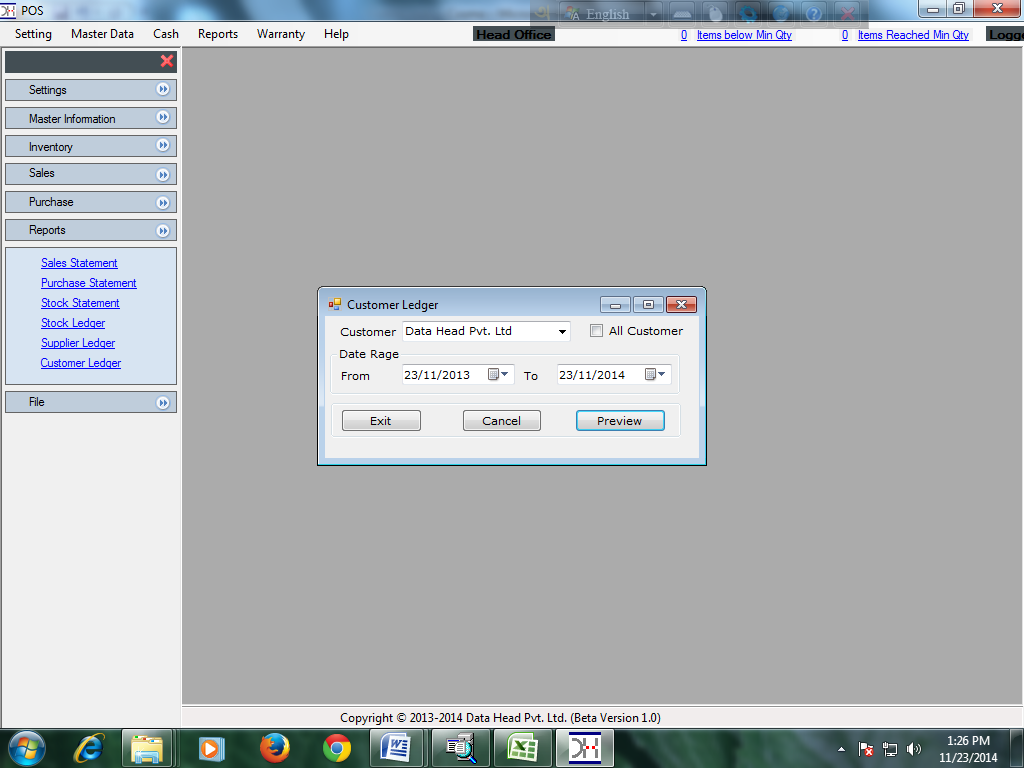 POS
English
Setting Master Data Cash Reports Warranty Help Head Office 0 Items below Min Qty 0 Items Reached Min Qty Logge
Settings
Master Information
Inventory
Sales
Purchase
Reports
Sales Statement
Purchase Statement
Stock Statement
Stock Ledger
Supplier Ledger
Customer Ledger
File
Customer Ledger
Customer Data Head Pvt. Ltd All Customer
Date Rage
From 23/11/2013 To 23/11/2014
Exit Cancel Preview
Copyright © 2013-2014 Data Head Pvt. Ltd. (Beta Version 1.0)
1:26 PM
11/23/2014